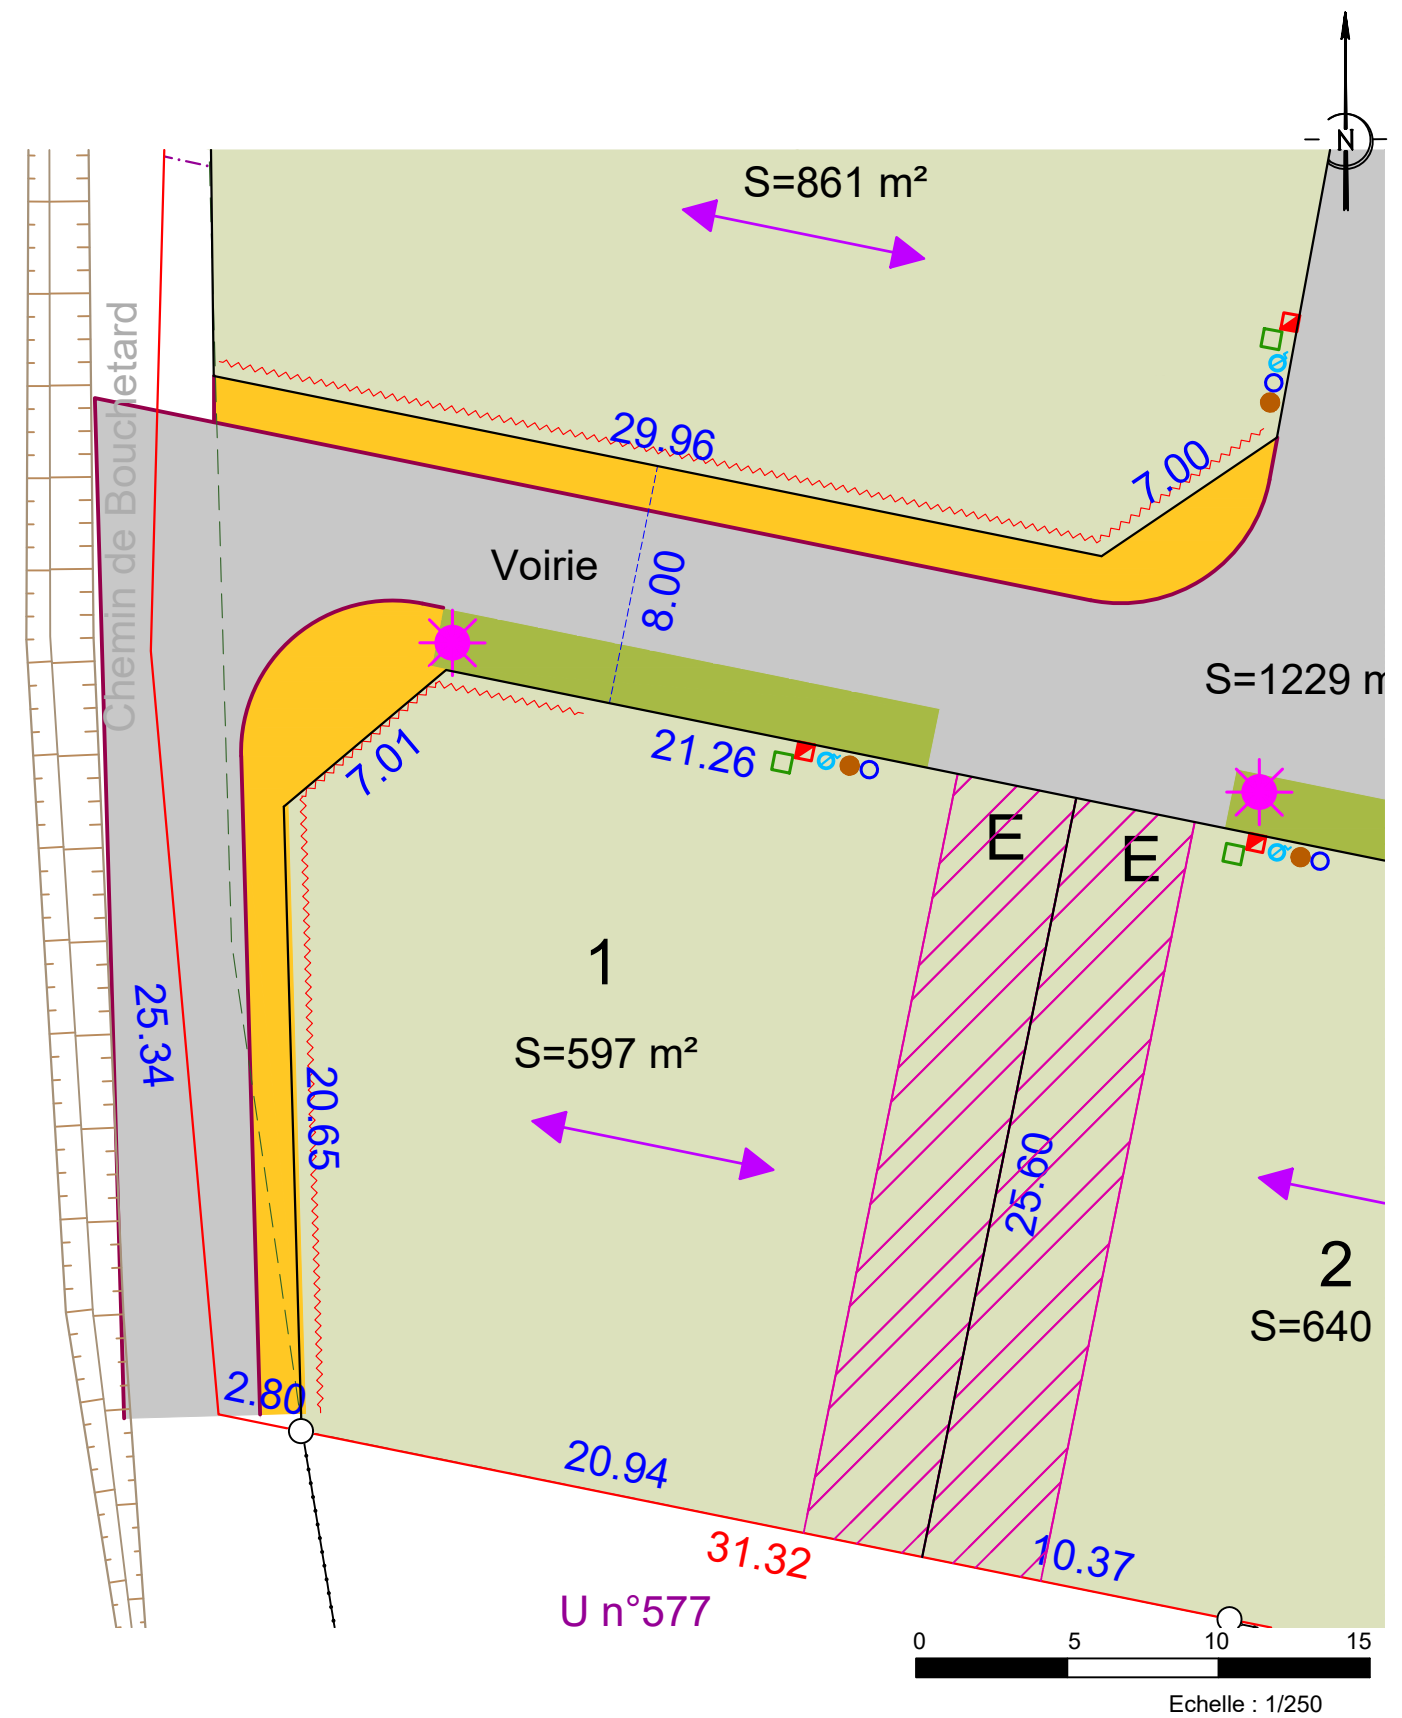 N
S=861 m²
Chemin de Bouchetard
29.96
7.00
Voirie
8.00
S=1229 m
7.01
21.26
E
E
1
25.34
S=597 m²
20.65
25.60
2
S=640
2.80
20.94
31.32
10.37
U n°577
0 5 10 15
Echelle : 1/250